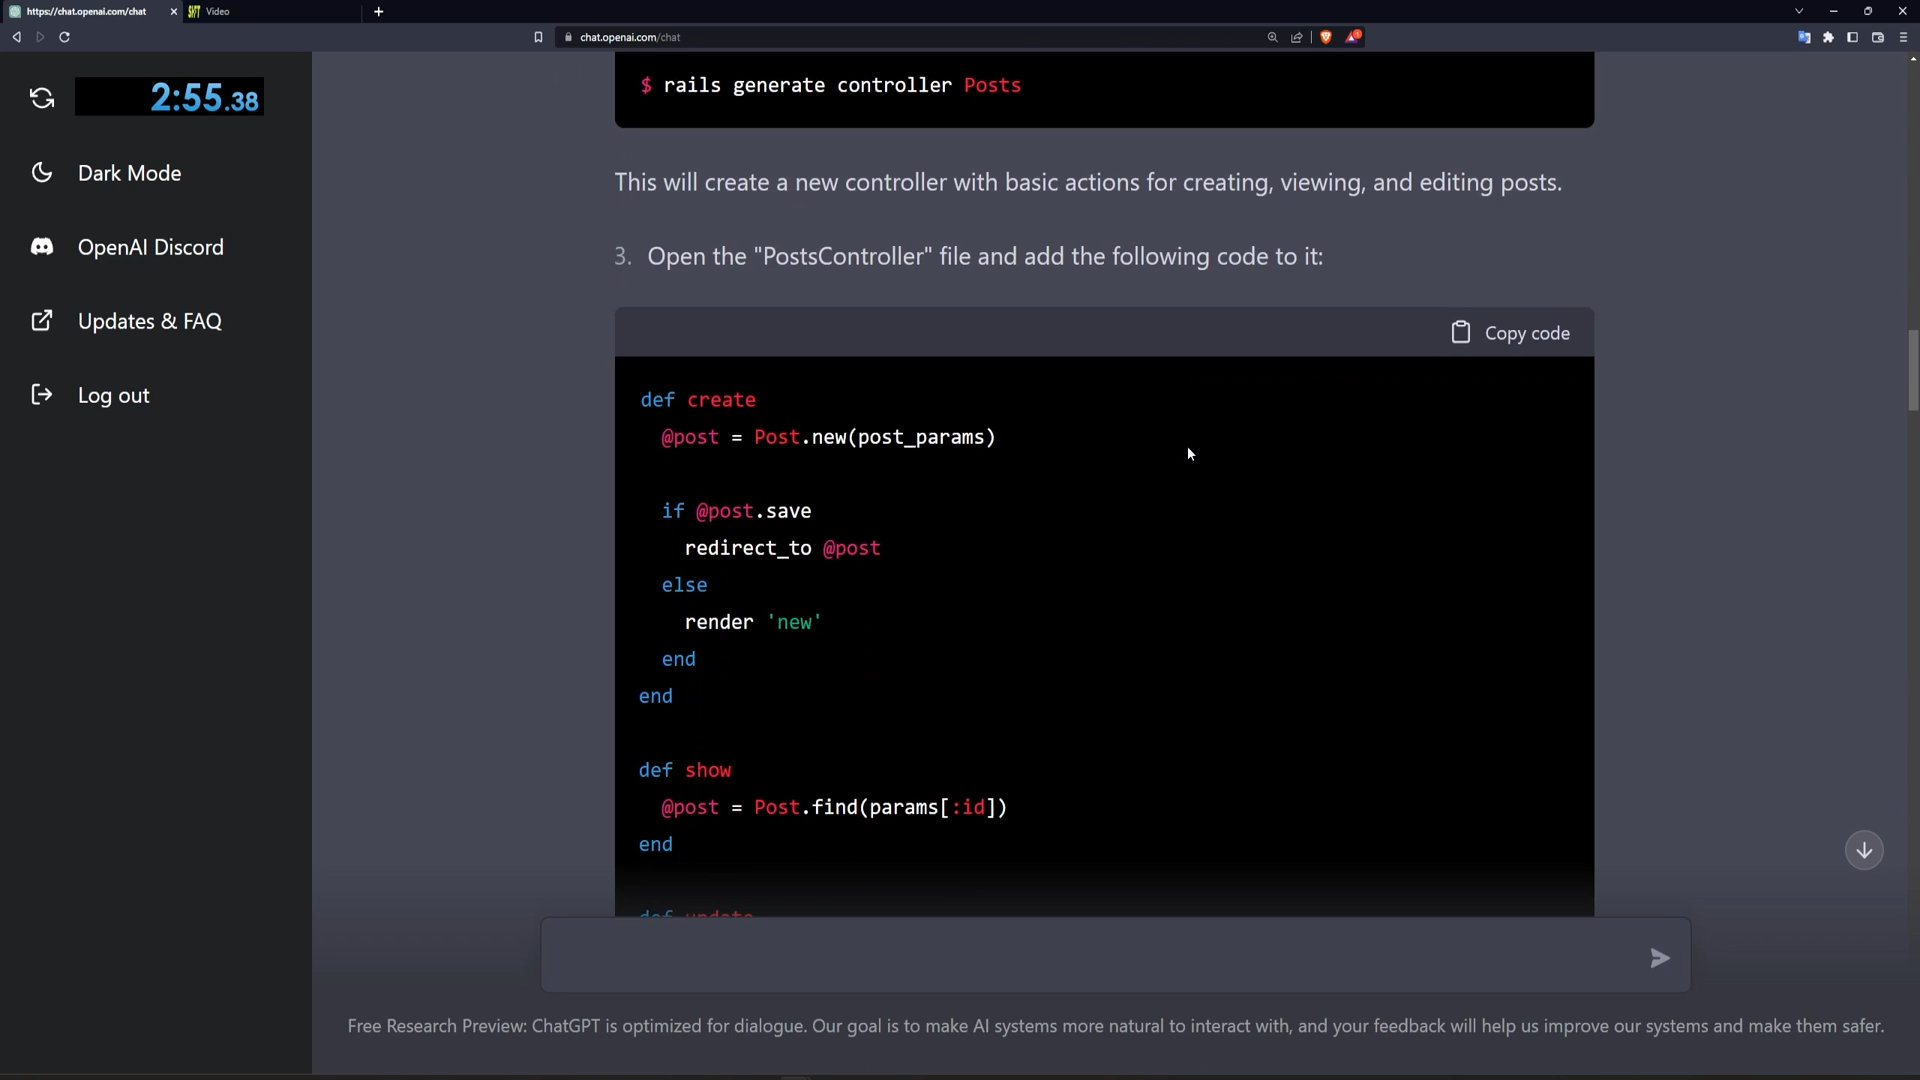 https://chat.openai.com/chat
Video
chat.openai.com/chat
2:55.38
Dark Mode
OpenAI Discord
Updates & FAQ
Log out
$ rails generate controller Posts
This will create a new controller with basic actions for creating, viewing, and editing posts.
3. Open the "PostsController" file and add the following code to it:
Copy code
def create
@post = Post.new(post_params)
if @post.save
redirect_to @post
else
render 'new'
end
end
def show
@post = Post.find(params[:id])
end
def update
Free Research Preview: ChatGPT is optimized for dialogue. Our goal is to make AI systems more natural to interact with, and your feedback will help us improve our systems and make them safer.